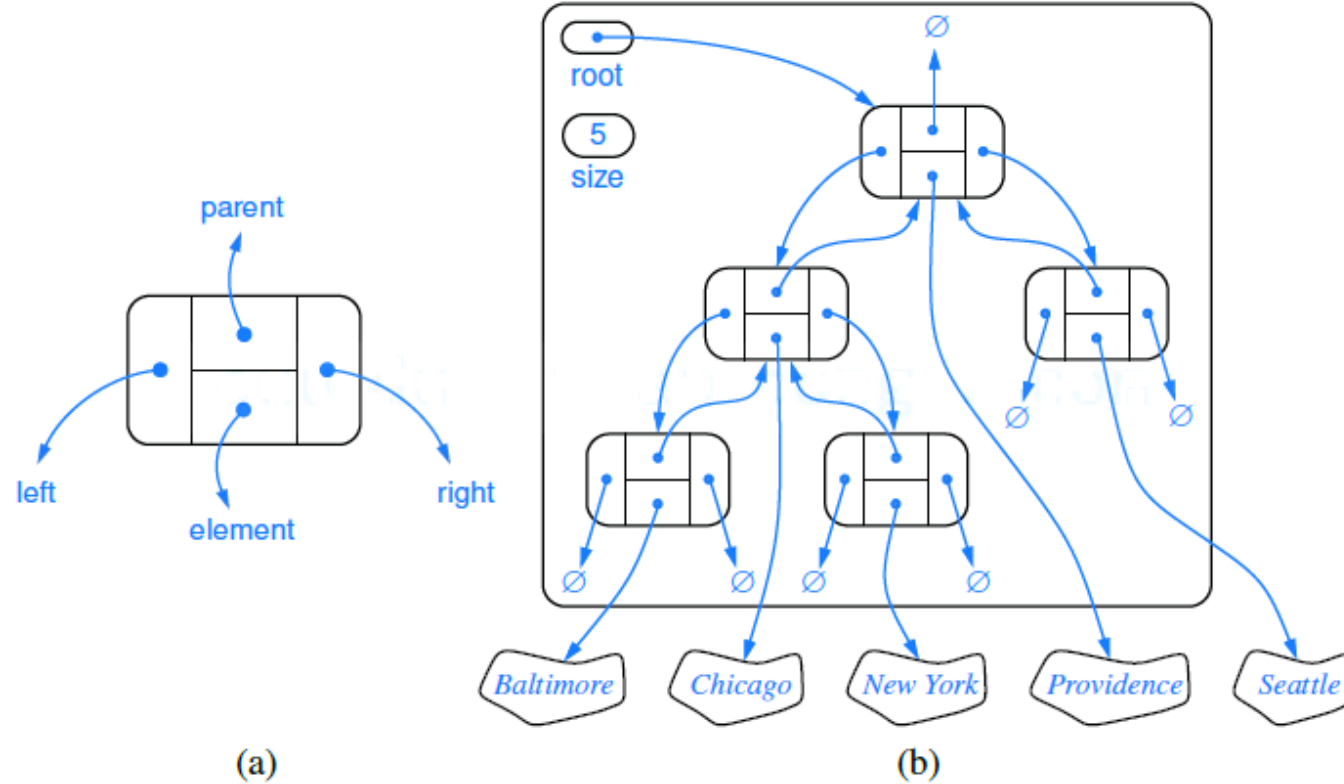 parent
left
right
element
(a)
root
5
size
∅
∅
∅
∅
∅
∅
∅
Baltimore
Chicago
New York
Providence
Seattle
(b)